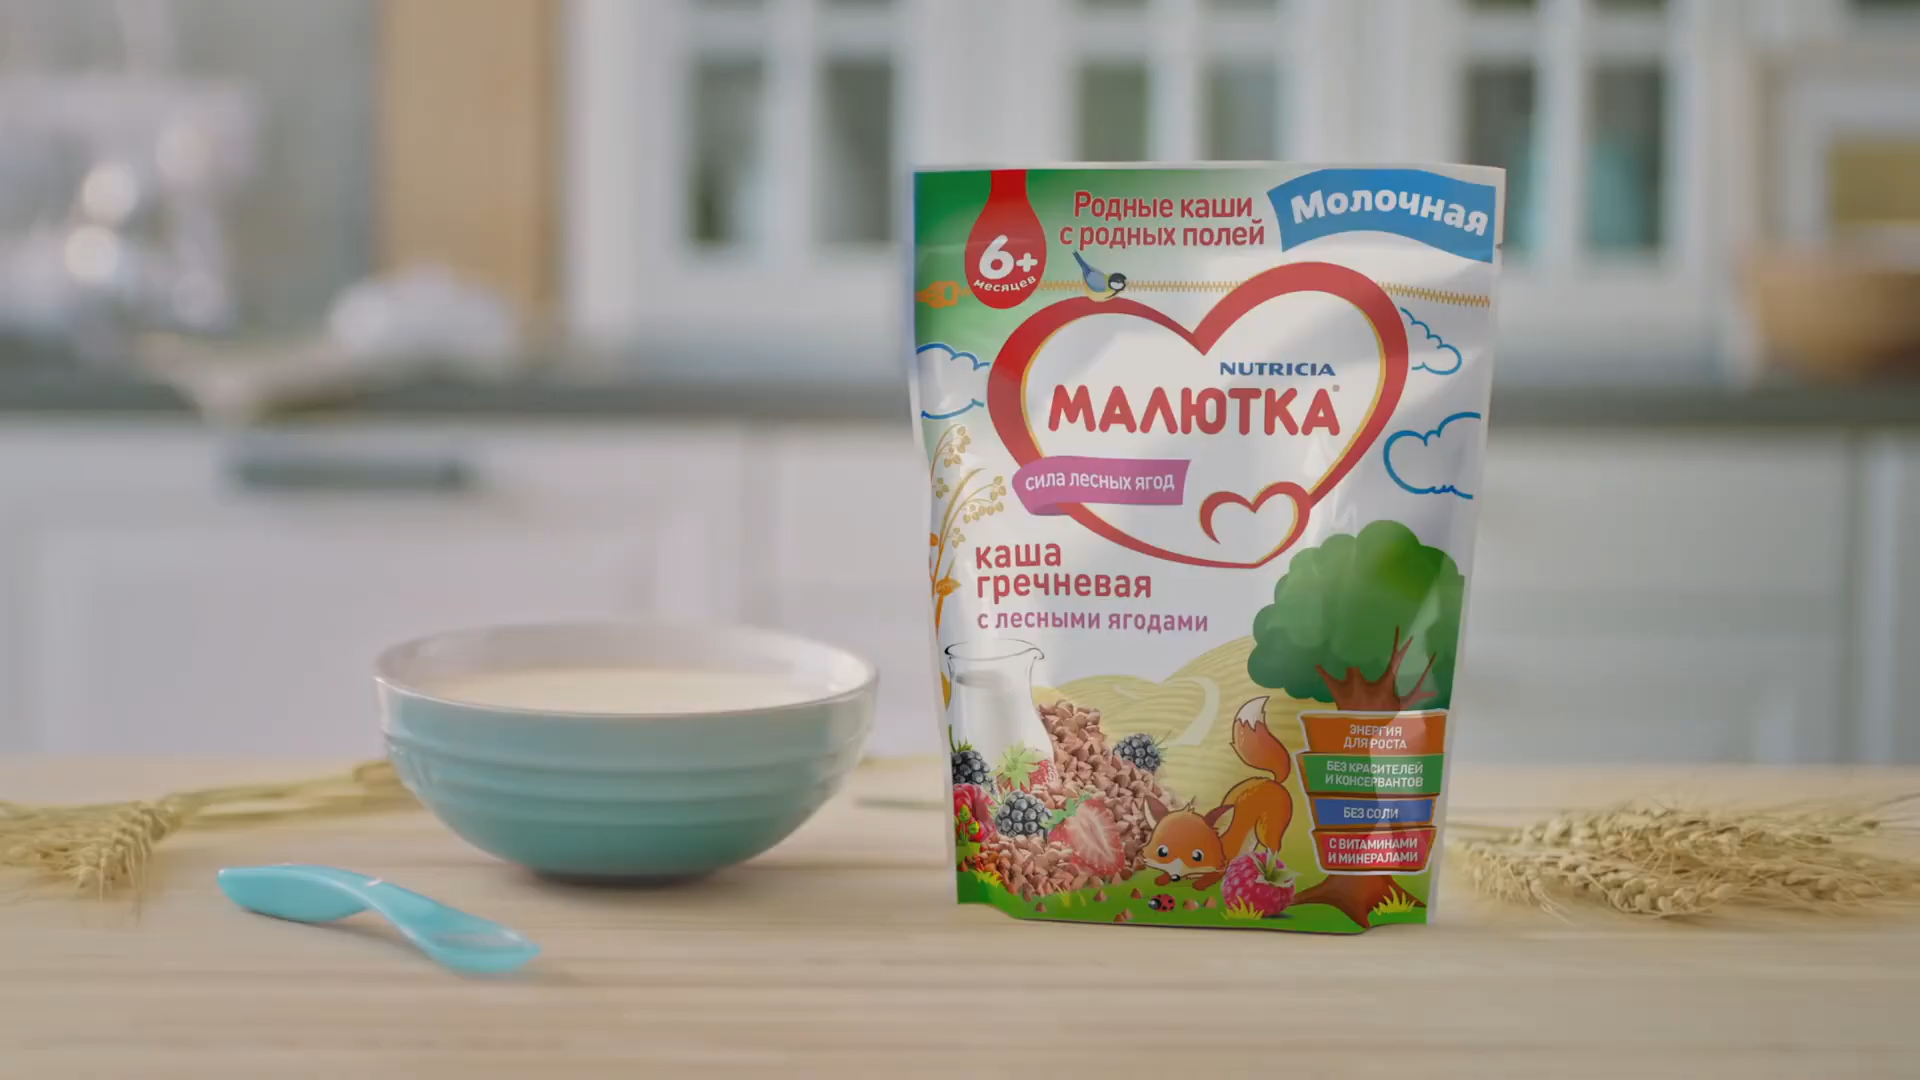 Родные каши
с родных полей
Молочная
6+
месяцев
NUTRICIA
МАЛЮТКА®
сила лесных ягод
каша
гречневая
с лесными ягодами
ЭНЕРГИЯ
ДЛЯ РОСТА
БЕЗ КРАСИТЕЛЕЙ
И КОНСЕРВАНТОВ
БЕЗ СОЛИ
С ВИТАМИНАМИ
И МИНЕРАЛАМИ